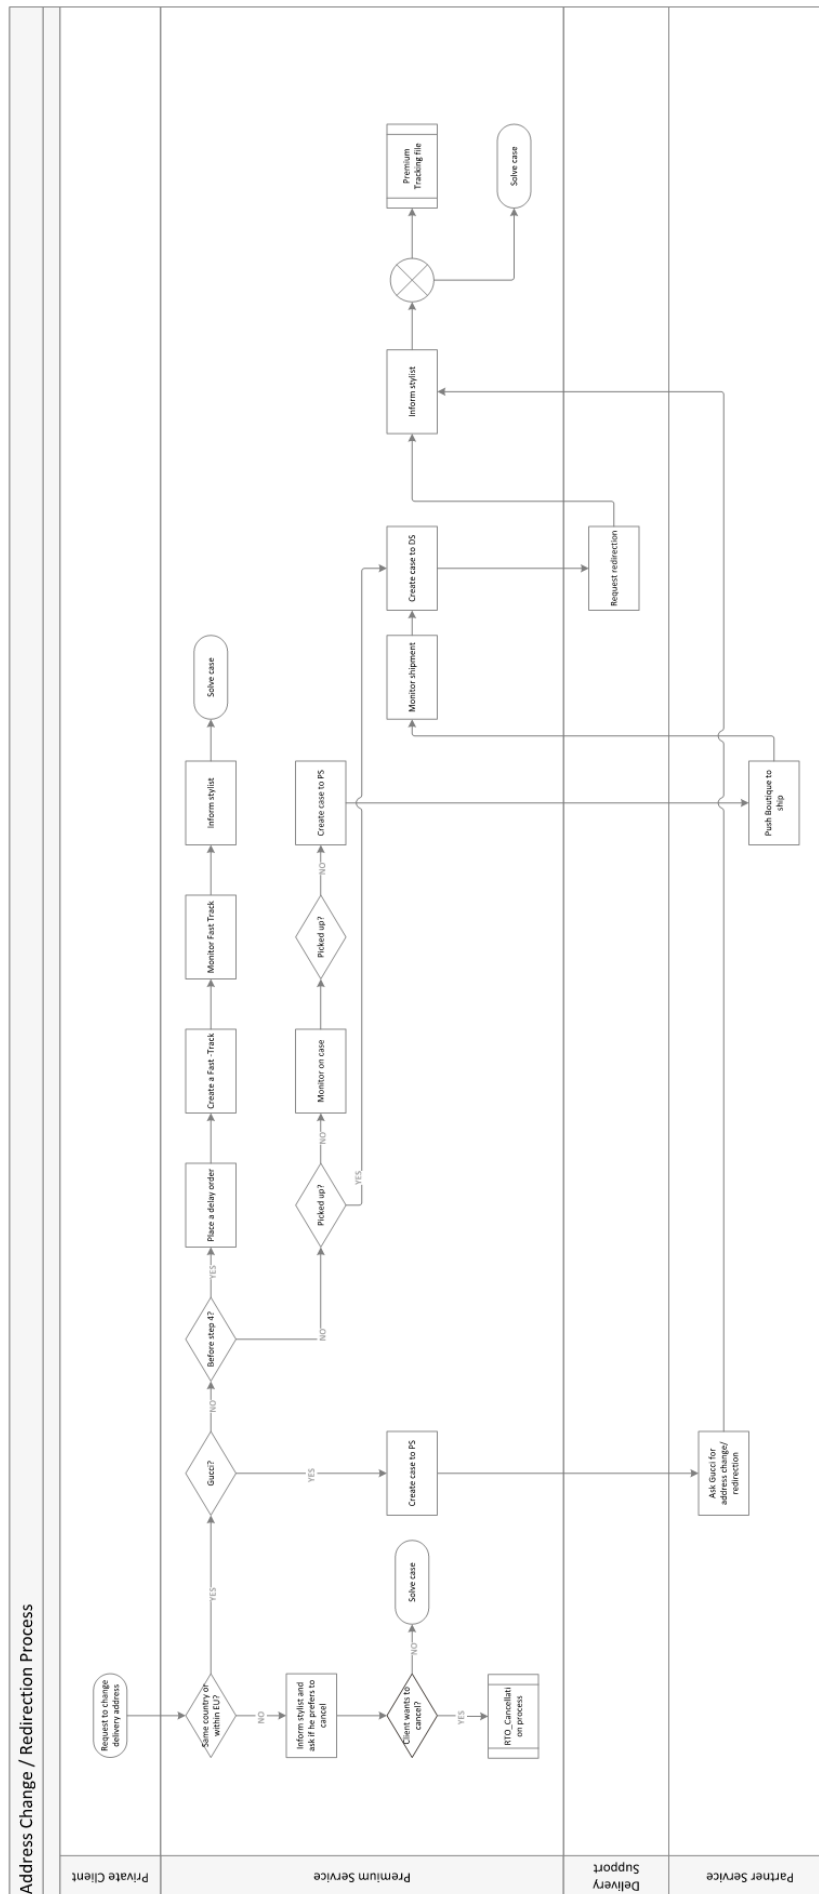 Address Change / Redirection Process
Private Client
Premium Service
Delivery
Support
Partner Service
Request to change
delivery address
Same country or
within EU?
YES
NO
Inform stylist and
ask if he prefers to
cancel
Client wants to
cancel?
NO
Solve case
YES
RTO_Cancellati
on process
Gucci?
YES
Create case to PS
Ask Gucci for
address change/
redirection
NO
Before step 4?
YES
Place a delay order
Create a Fast -Track
Monitor Fast Track
Inform stylist
Solve case
NO
Picked up?
YES
NO
Monitor on case
Picked up?
NO
Create case to PS
Push Boutique to
ship
Monitor shipment
Create case to DS
Request redirection
Inform stylist
Premium
Tracking file
Solve case